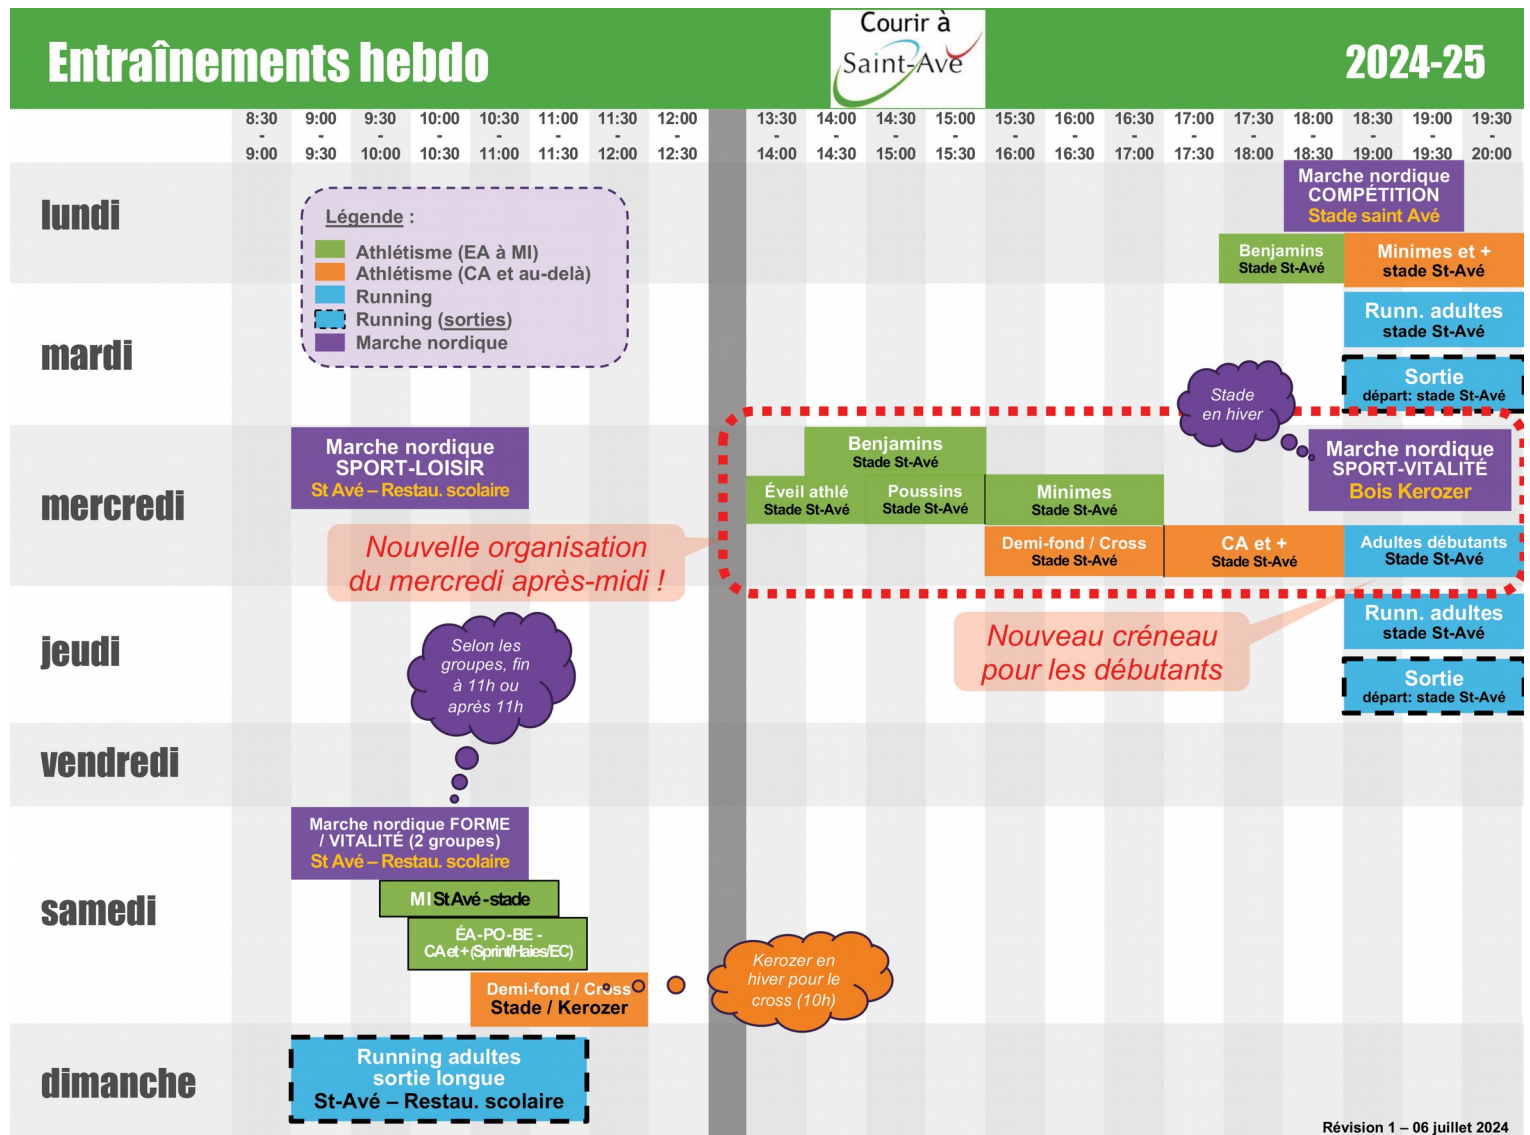 Entraînements hebdo
Courir à
Saint-Avé
2024-25
8:30 9:00 9:30 10:00 10:30 11:00 11:30 12:00 13:30 14:00 14:30 15:00 15:30 16:00 16:30 17:00 17:30 18:00 18:30 19:00 19:30
- - - - - - - - - - - - - - - - - - - - -
9:00 9:30 10:00 10:30 11:00 11:30 12:00 12:30 14:00 14:30 15:00 15:30 16:00 16:30 17:00 17:30 18:00 18:30 19:00 19:30 20:00
lundi
Légende :
Athlétisme (EA à MI)
Athlétisme (CA et au-delà)
Running
Running (sorties)
Marche nordique
Marche nordique
COMPÉTITION
Stade saint Avé
Benjamins
Stade St-Avé
Minimes et +
stade St-Avé
mardi
Runn. adultes
stade St-Avé
Sortie
départ: stade St-Avé
Stade
en hiver
mercredi
Marche nordique
SPORT-LOISIR
St Avé – Restau. scolaire
Benjamins
Stade St-Avé
Éveil athlé
Stade St-Avé
Poussins
Stade St-Avé
Minimes
Stade St-Avé
Marche nordique
SPORT-VITALITÉ
Bois Kerozer
Demi-fond / Cross
Stade St-Avé
CA et +
Stade St-Avé
Adultes débutants
Stade St-Avé
Nouvelle organisation
du mercredi après-midi !
jeudi
Nouveau créneau
pour les débutants
Runn. adultes
stade St-Avé
Sortie
départ: stade St-Avé
Selon les
groupes, fin
à 11h ou
après 11h
vendredi
samedi
Marche nordique FORME
/ VITALITÉ (2 groupes)
St Avé – Restau. scolaire
MI St Avé - stade
ÉA - PO - BE -
CA et + (Sprint/Haies/EC)
Demi-fond / Cross
Stade / Kerozer
Kerozer en
hiver pour le
cross (10h)
dimanche
Running adultes
sortie longue
St-Avé – Restau. scolaire
Révision 1 – 06 juillet 2024